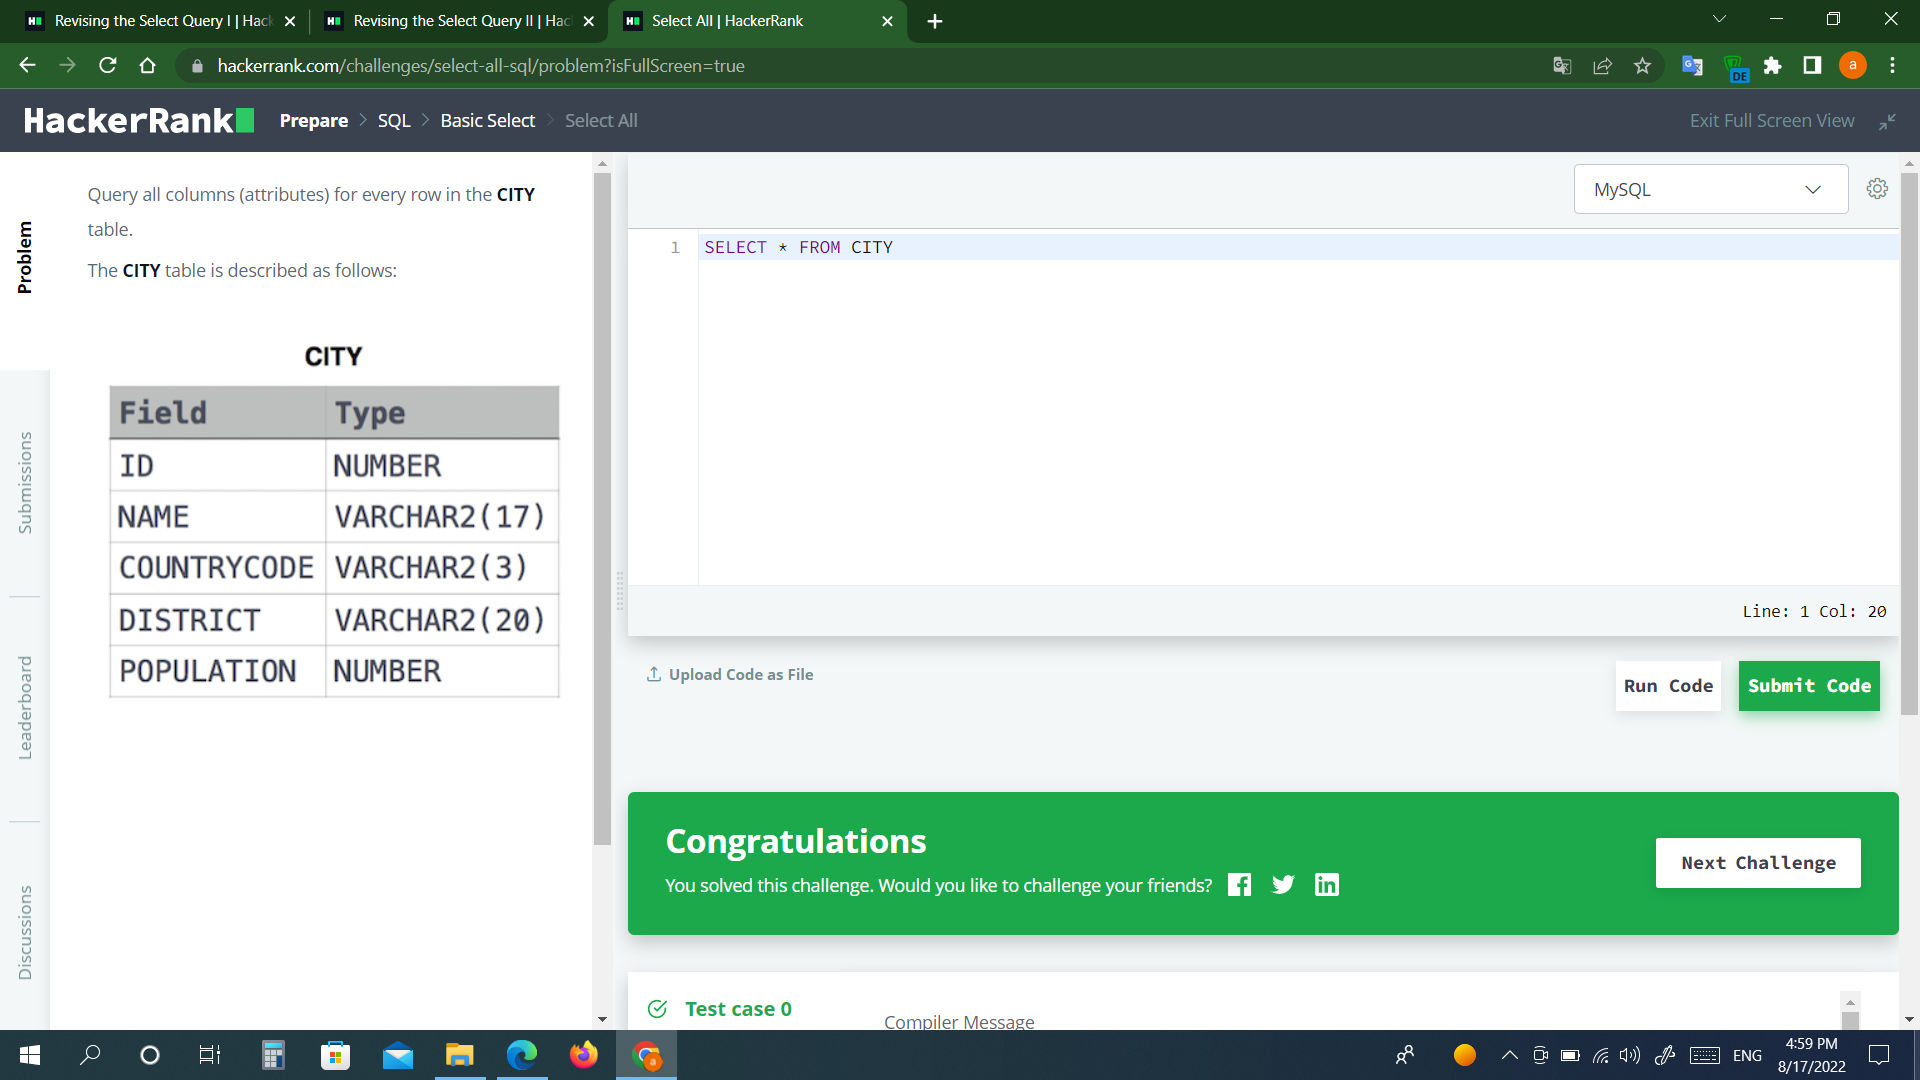 Revising the Select Query I | Hack
Revising the Select Query II | Hac
Select All | HackerRank
hackerrank.com/challenges/select-all-sql/problem?isFullScreen=true
DE
a
HackerRank
Prepare > SQL > Basic Select > Select All
Exit Full Screen View
Problem
Submissions
Leaderboard
Discussions
Query all columns (attributes) for every row in the CITY
table.
The CITY table is described as follows:
CITY
Field Type
ID NUMBER
NAME VARCHAR2(17)
COUNTRYCODE VARCHAR2(3)
DISTRICT VARCHAR2(20)
POPULATION NUMBER
MySQL
1 SELECT * FROM CITY
Line: 1 Col: 20
Upload Code as File
Run Code
Submit Code
Congratulations
You solved this challenge. Would you like to challenge your friends?
Next Challenge
Test case 0
Compiler Message
ENG
4:59 PM
8/17/2022